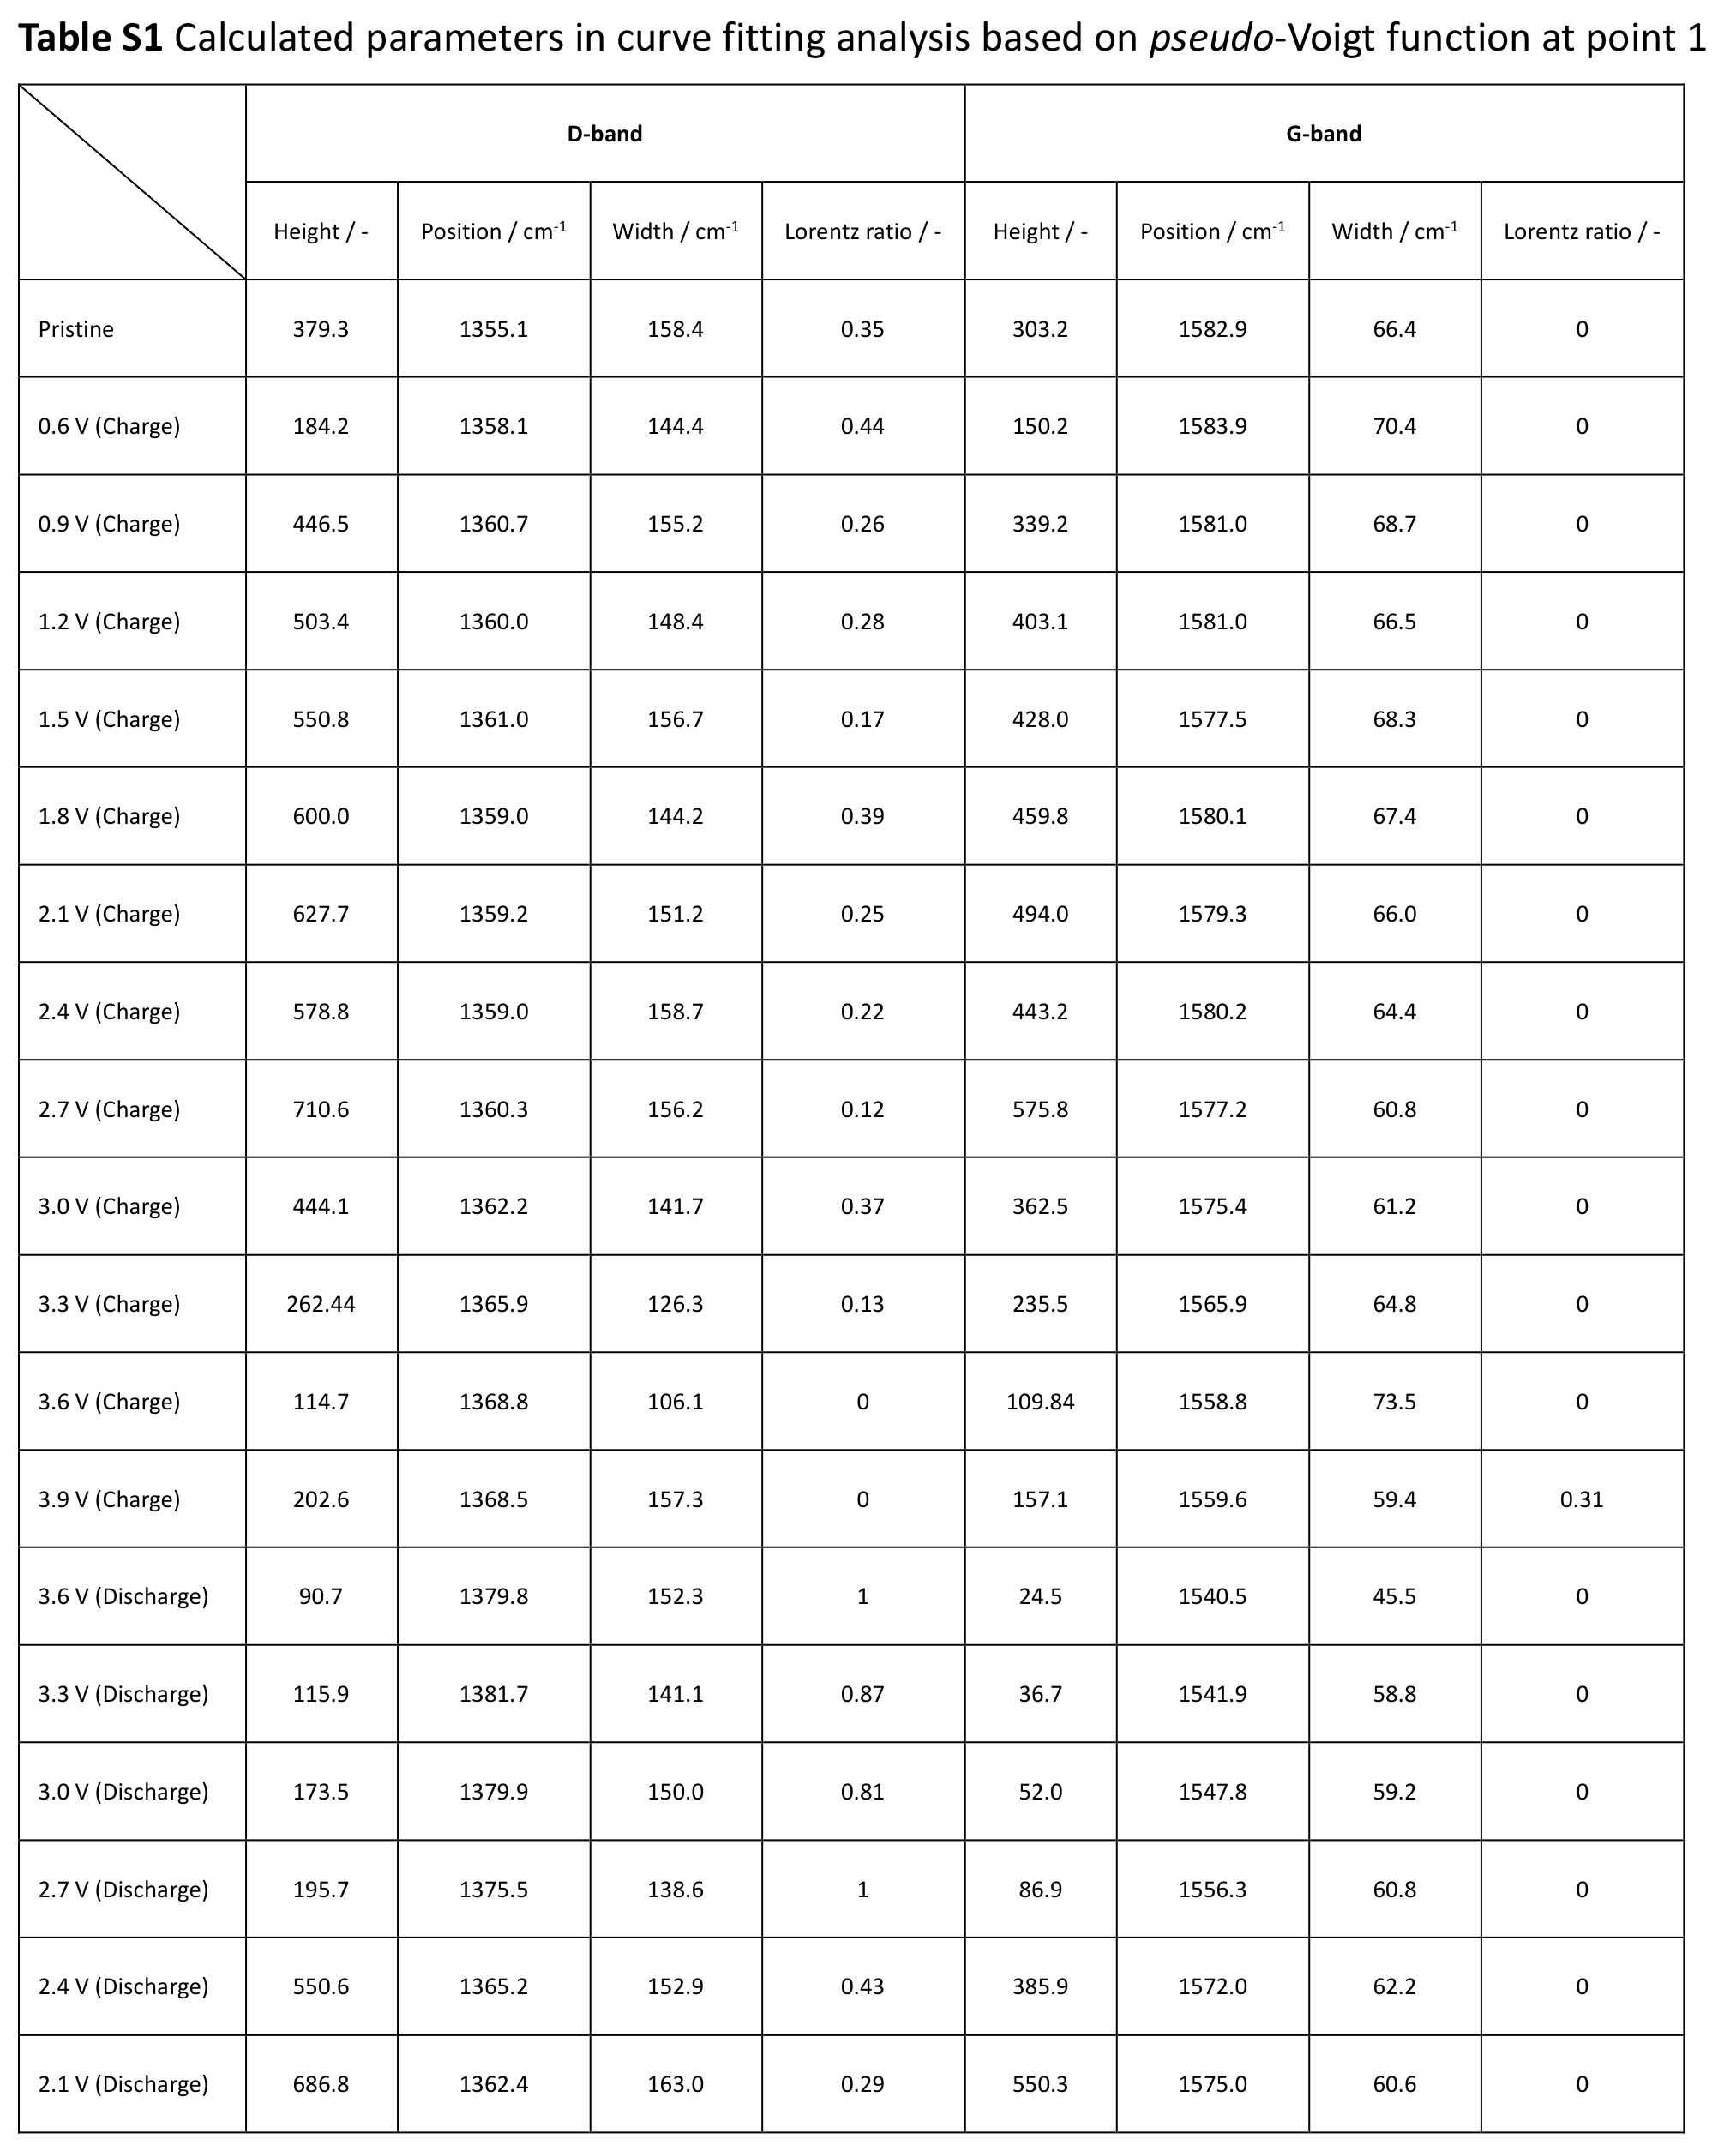 Table S1 Calculated parameters in curve fitting analysis based on pseudo-Voigt function at point 1
D-band G-band
Height / - Position / cm-1 Width / cm-1 Lorentz ratio / - Height / - Position / cm-1 Width / cm-1 Lorentz ratio / -
Pristine 379.3 1355.1 158.4 0.35 303.2 1582.9 66.4 0
0.6 V (Charge) 184.2 1358.1 144.4 0.44 150.2 1583.9 70.4 0
0.9 V (Charge) 446.5 1360.7 155.2 0.26 339.2 1581.0 68.7 0
1.2 V (Charge) 503.4 1360.0 148.4 0.28 403.1 1581.0 66.5 0
1.5 V (Charge) 550.8 1361.0 156.7 0.17 428.0 1577.5 68.3 0
1.8 V (Charge) 600.0 1359.0 144.2 0.39 459.8 1580.1 67.4 0
2.1 V (Charge) 627.7 1359.2 151.2 0.25 494.0 1579.3 66.0 0
2.4 V (Charge) 578.8 1359.0 158.7 0.22 443.2 1580.2 64.4 0
2.7 V (Charge) 710.6 1360.3 156.2 0.12 575.8 1577.2 60.8 0
3.0 V (Charge) 444.1 1362.2 141.7 0.37 362.5 1575.4 61.2 0
3.3 V (Charge) 262.44 1365.9 126.3 0.13 235.5 1565.9 64.8 0
3.6 V (Charge) 114.7 1368.8 106.1 0 109.84 1558.8 73.5 0
3.9 V (Charge) 202.6 1368.5 157.3 0 157.1 1559.6 59.4 0.31
3.6 V (Discharge) 90.7 1379.8 152.3 1 24.5 1540.5 45.5 0
3.3 V (Discharge) 115.9 1381.7 141.1 0.87 36.7 1541.9 58.8 0
3.0 V (Discharge) 173.5 1379.9 150.0 0.81 52.0 1547.8 59.2 0
2.7 V (Discharge) 195.7 1375.5 138.6 1 86.9 1556.3 60.8 0
2.4 V (Discharge) 550.6 1365.2 152.9 0.43 385.9 1572.0 62.2 0
2.1 V (Discharge) 686.8 1362.4 163.0 0.29 550.3 1575.0 60.6 0